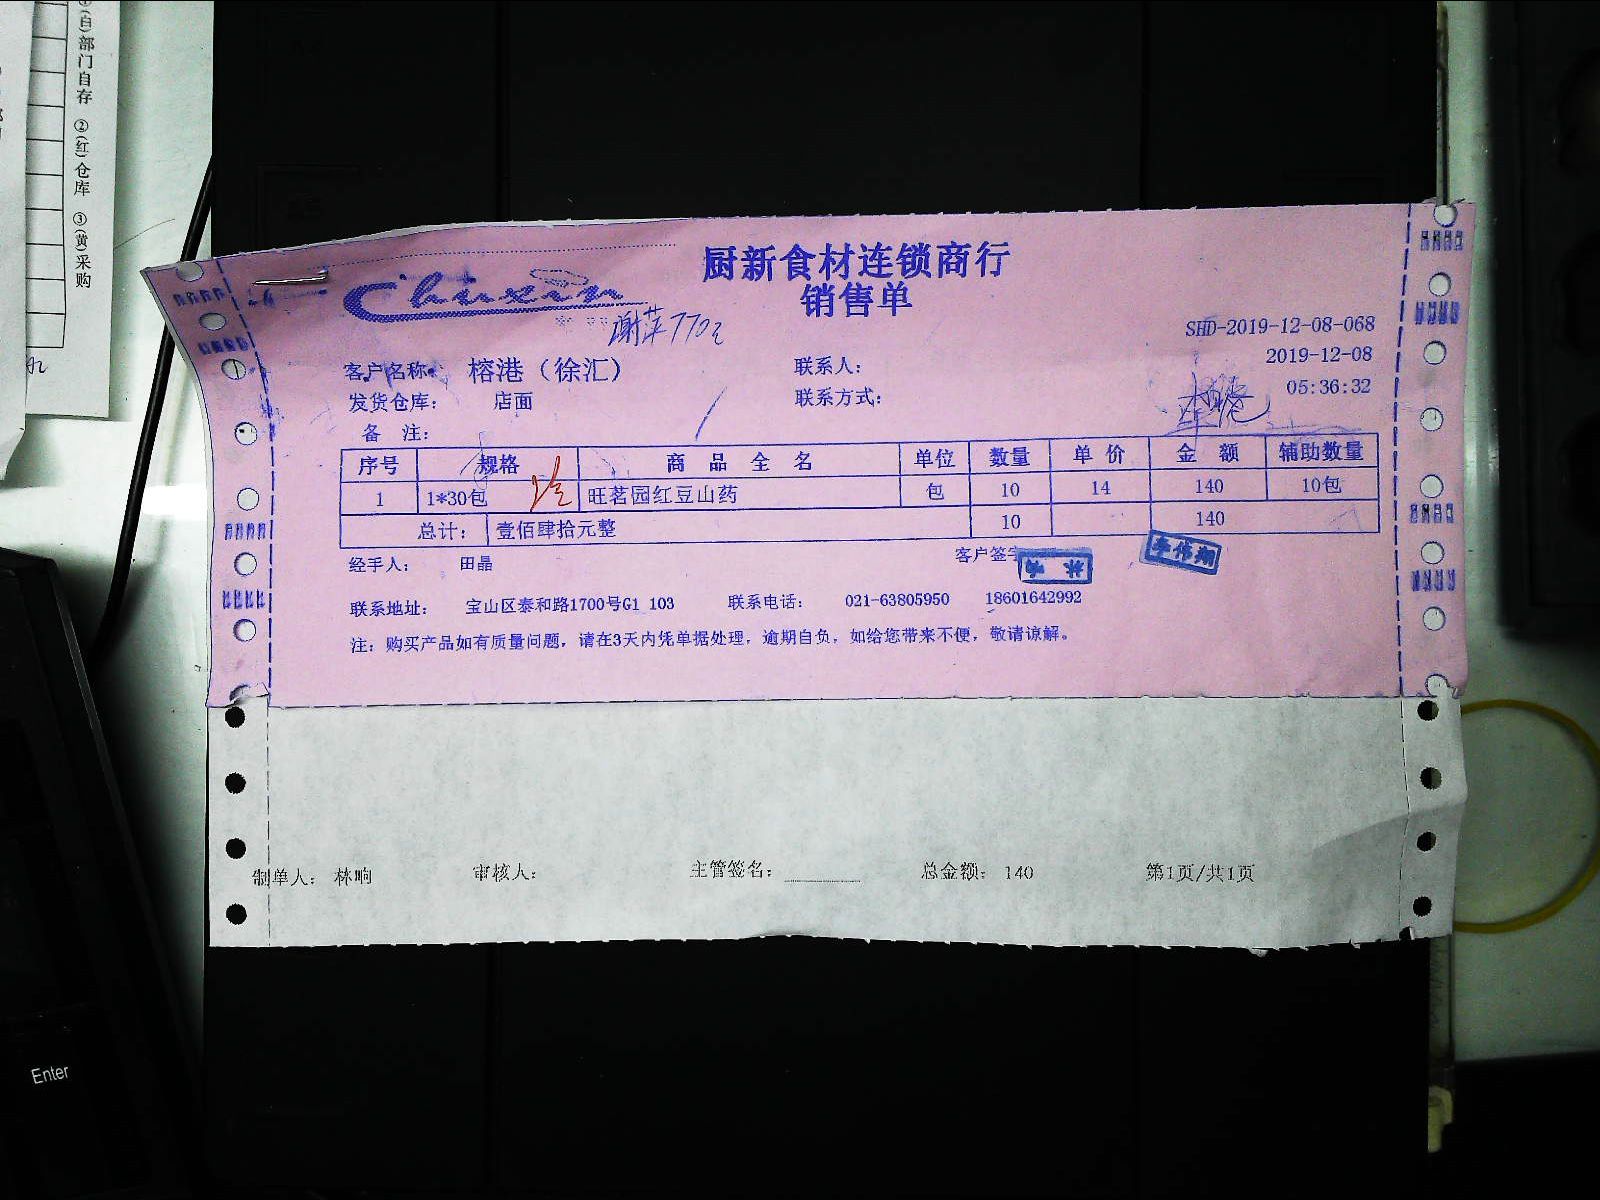 ①(白)部门自存 ②(红)仓库 ③(黄)采购
Chuxin
厨新食材连锁商行
销售单
谢萍770元
SHD-2019-12-08-068
2019-12-08
05:36:32
客户名称: 榕港（徐汇） 联系人:
发货仓库: 店面 联系方式:
备 注:
序号 规格 商 品 全 名 单位 数量 单 价 金 额 辅助数量
1 1*30包 旺茗园红豆山药 包 10 14 140 10包
总计: 壹佰肆拾元整 10 140
经手人: 田晶 客户签字
李伟翔
联系地址: 宝山区泰和路1700号G1 103 联系电话: 021-63805950 18601642992
注: 购买产品如有质量问题, 请在3天内凭单据处理, 逾期自负, 如给您带来不便, 敬请谅解。
制单人: 林响 审核人: 主管签名: 总金额: 140 第1页/共1页
Enter